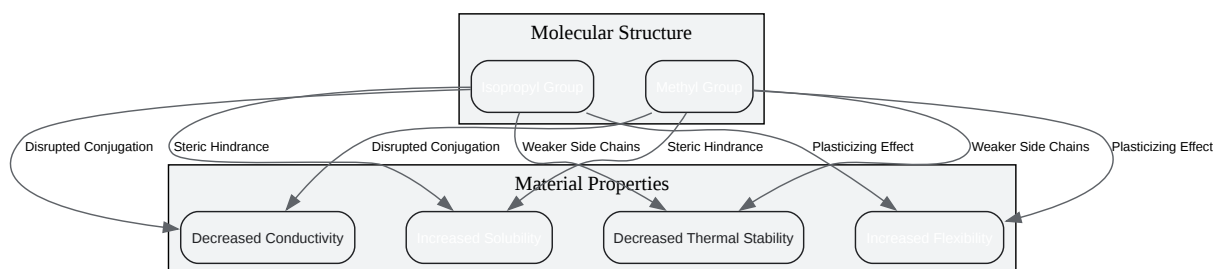 Molecular Structure
Isopropyl Group
Methyl Group
Disrupted Conjugation
Steric Hindrance
Disrupted Conjugation
Weaker Side Chains
Steric Hindrance
Plasticizing Effect
Weaker Side Chains
Plasticizing Effect
Material Properties
Decreased Conductivity
Increased Solubility
Decreased Thermal Stability
Increased Flexibility